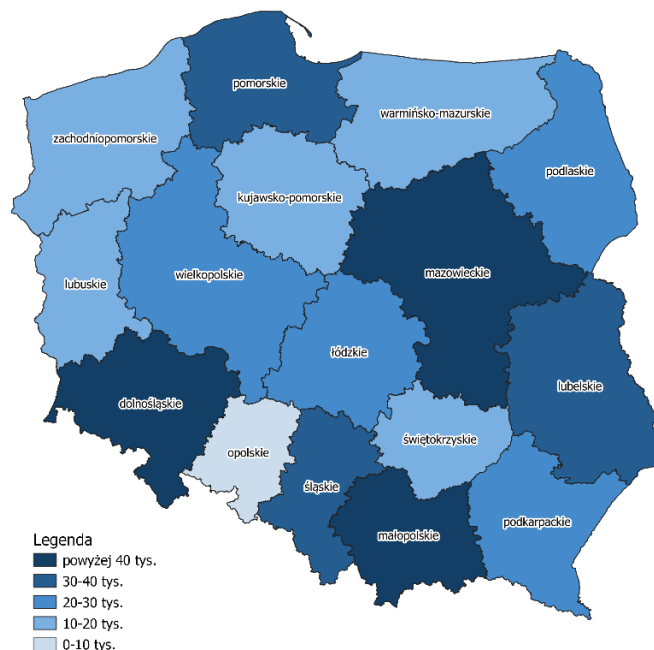 pomorskie
warmińsko-mazurskie
zachodniopomorskie
podlaskie
kujawsko-pomorskie
mazowieckie
wielkopolskie
lubuskie
łódzkie
lubelskie
dolnośląskie
świętokrzyskie
opolskie
śląskie
podkarpackie
małopolskie
Legenda
powyżej 40 tys.
30-40 tys.
20-30 tys.
10-20 tys.
0-10 tys.